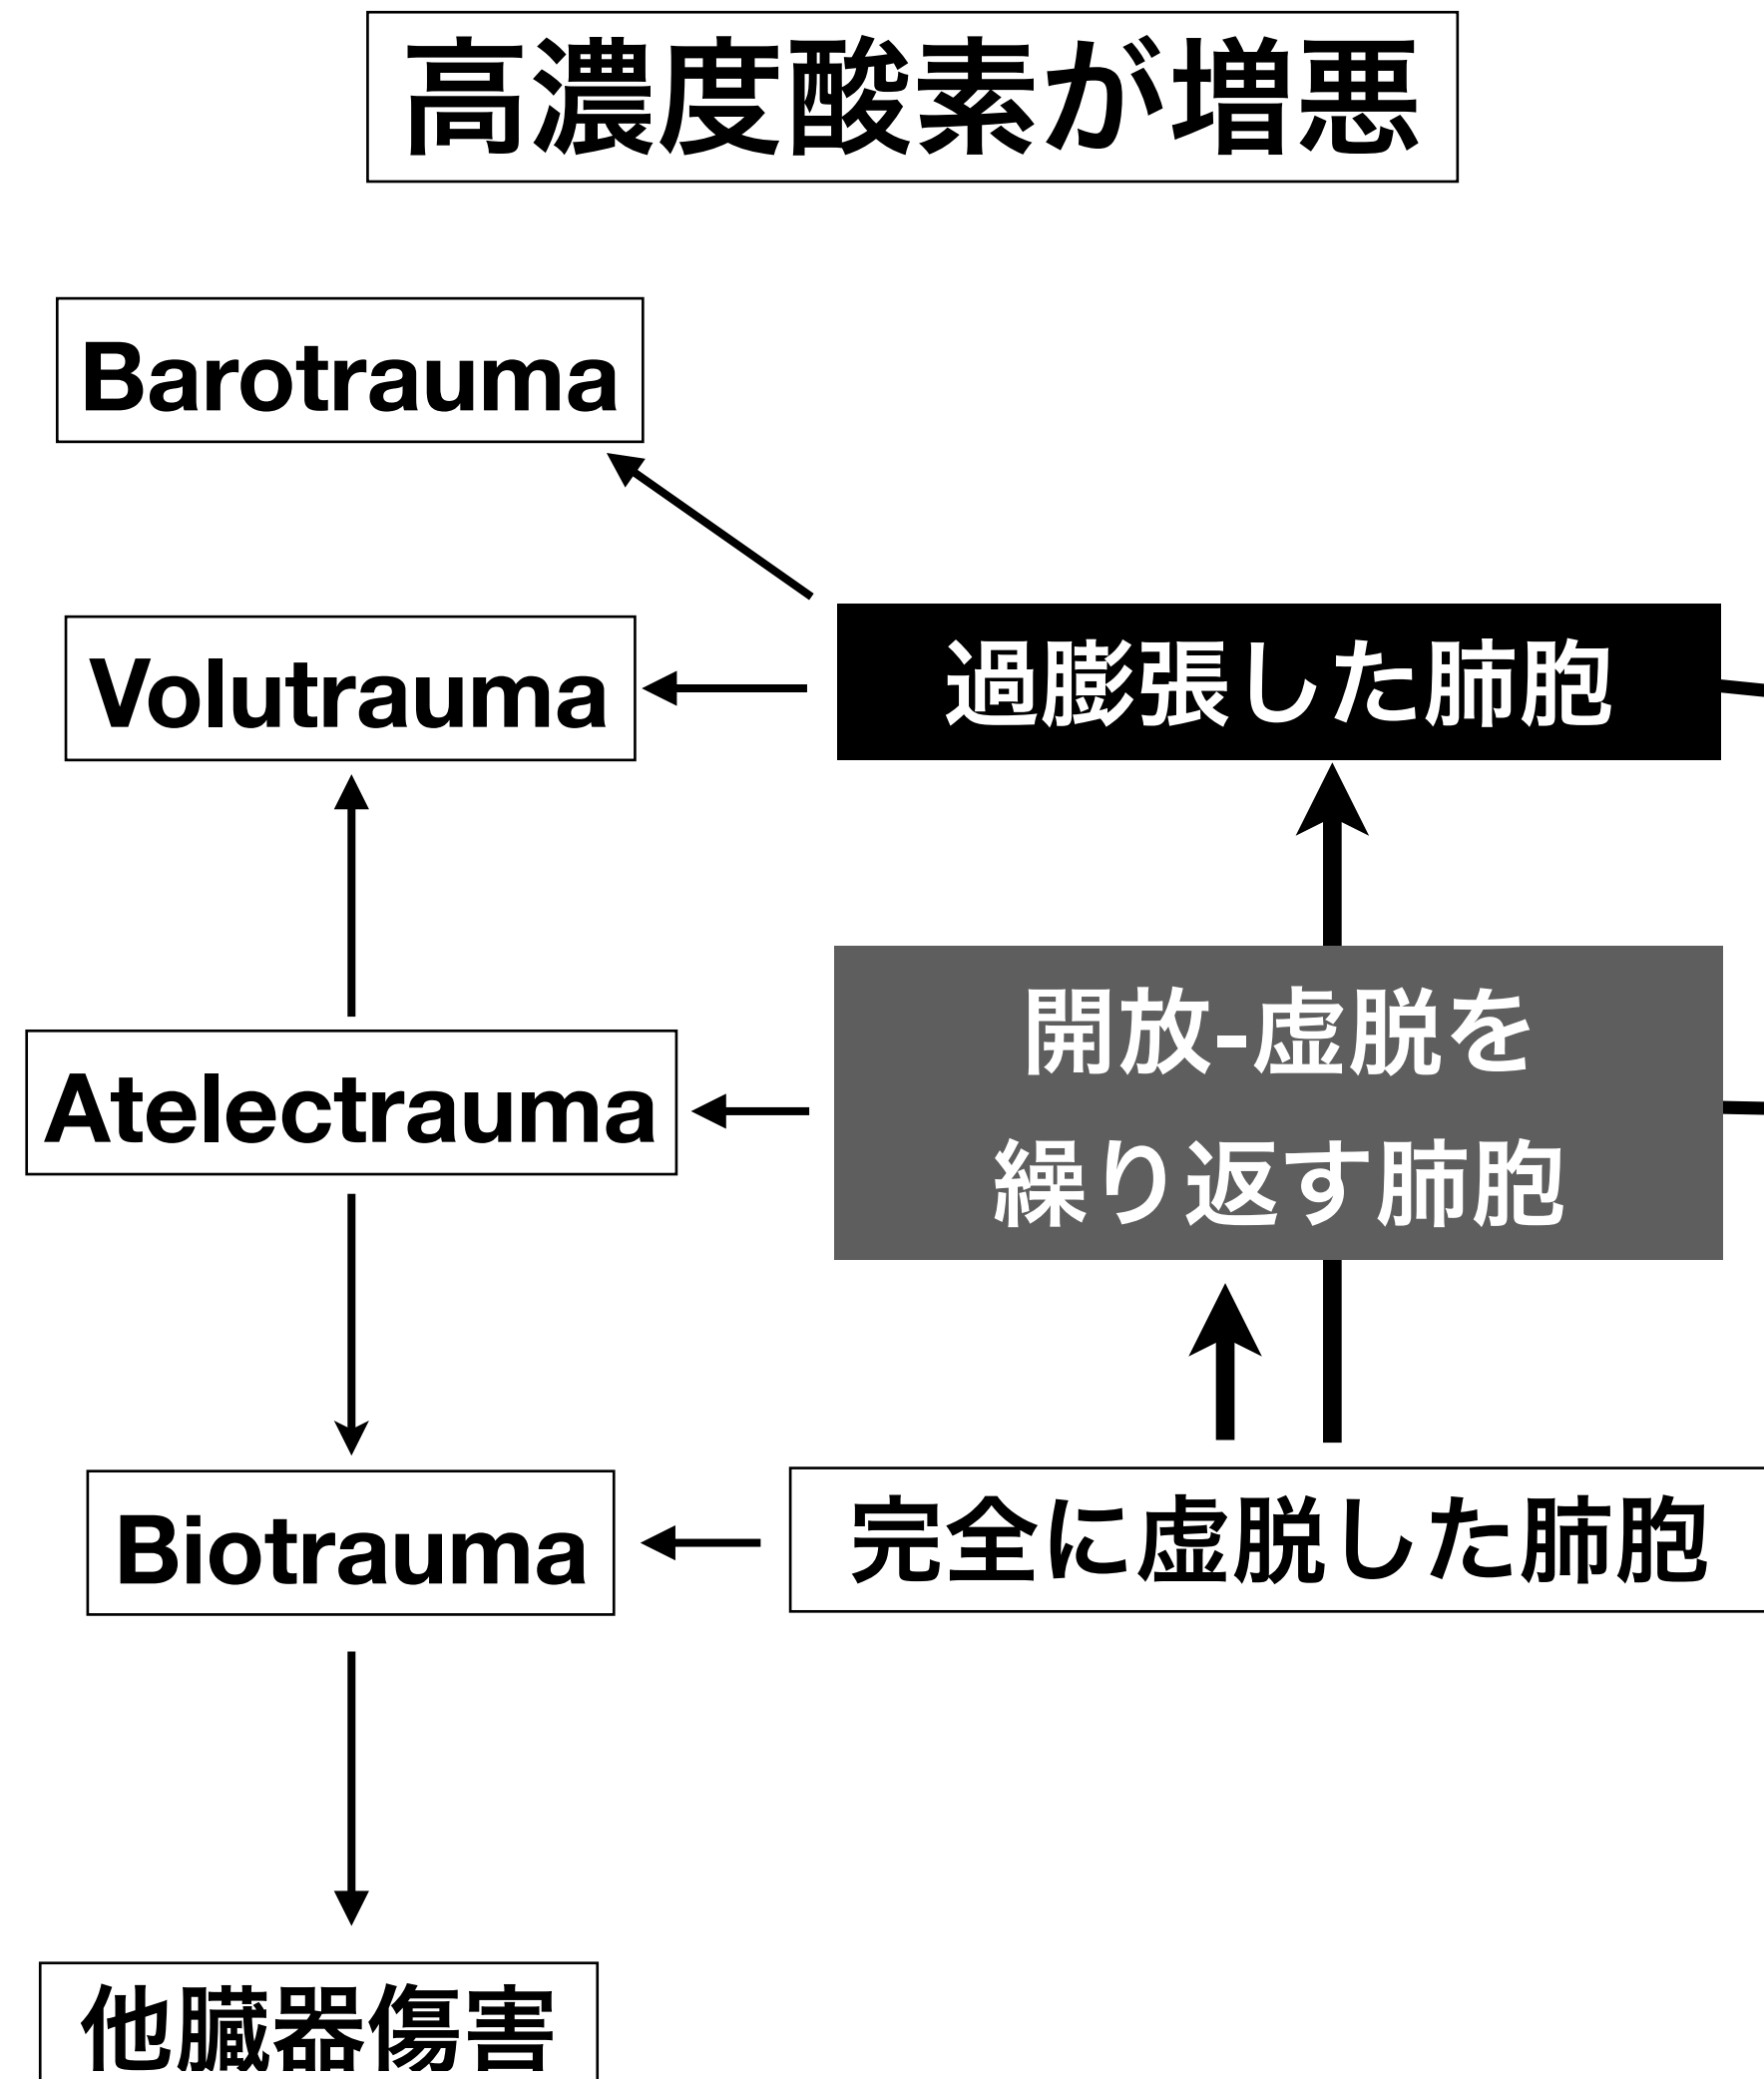 高濃度酸素が増悪
Barotrauma
Volutrauma
過膨張した肺胞
Atelectrauma
開放-虚脱を
繰り返す肺胞
Biotrauma
完全に虚脱した肺胞
他臓器傷害